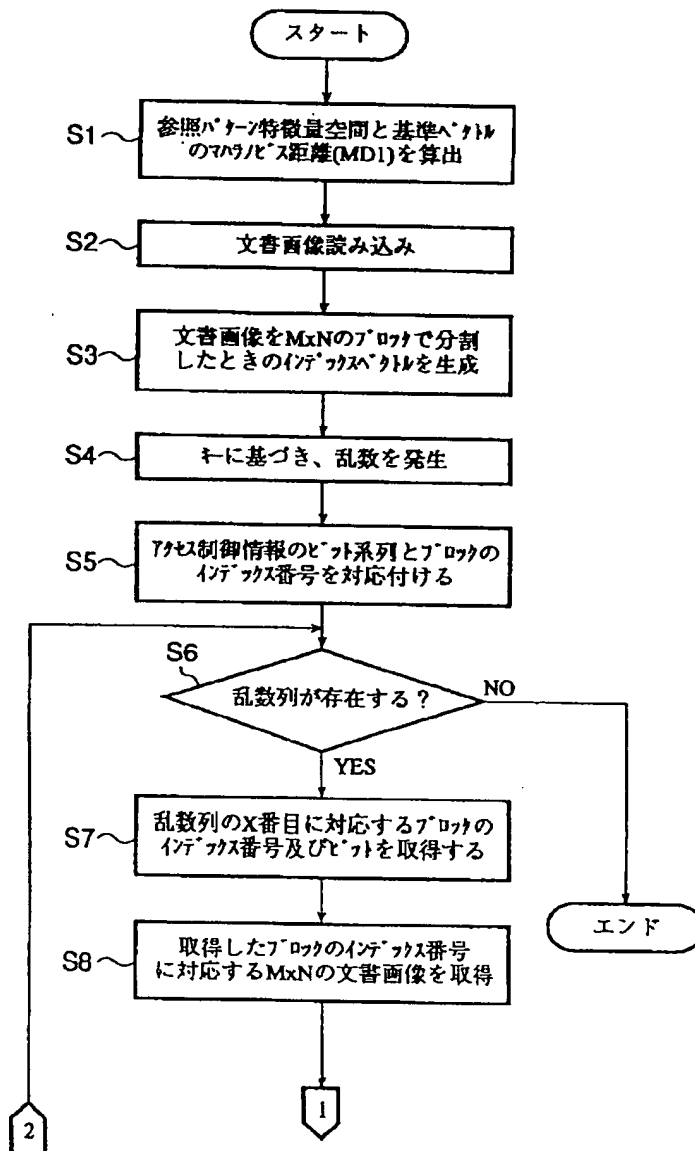 スタート
S1
参照パターン特徴量空間と基準ベクトル
のマハラノビス距離(MD1)を算出
S2
文書画像読み込み
S3
文書画像をMxNのブロックで分割
したときのインデックスベクトルを生成
S4
キーに基づき、乱数を発生
S5
アクセス制御情報のビット系列とブロックの
インデックス番号を対応付ける
S6
乱数列が存在する?
NO
YES
S7
乱数列のX番目に対応するブロックの
インデックス番号及びビットを取得する
エンド
S8
取得したブロックのインデックス番号
に対応するMxNの文書画像を取得
1
2